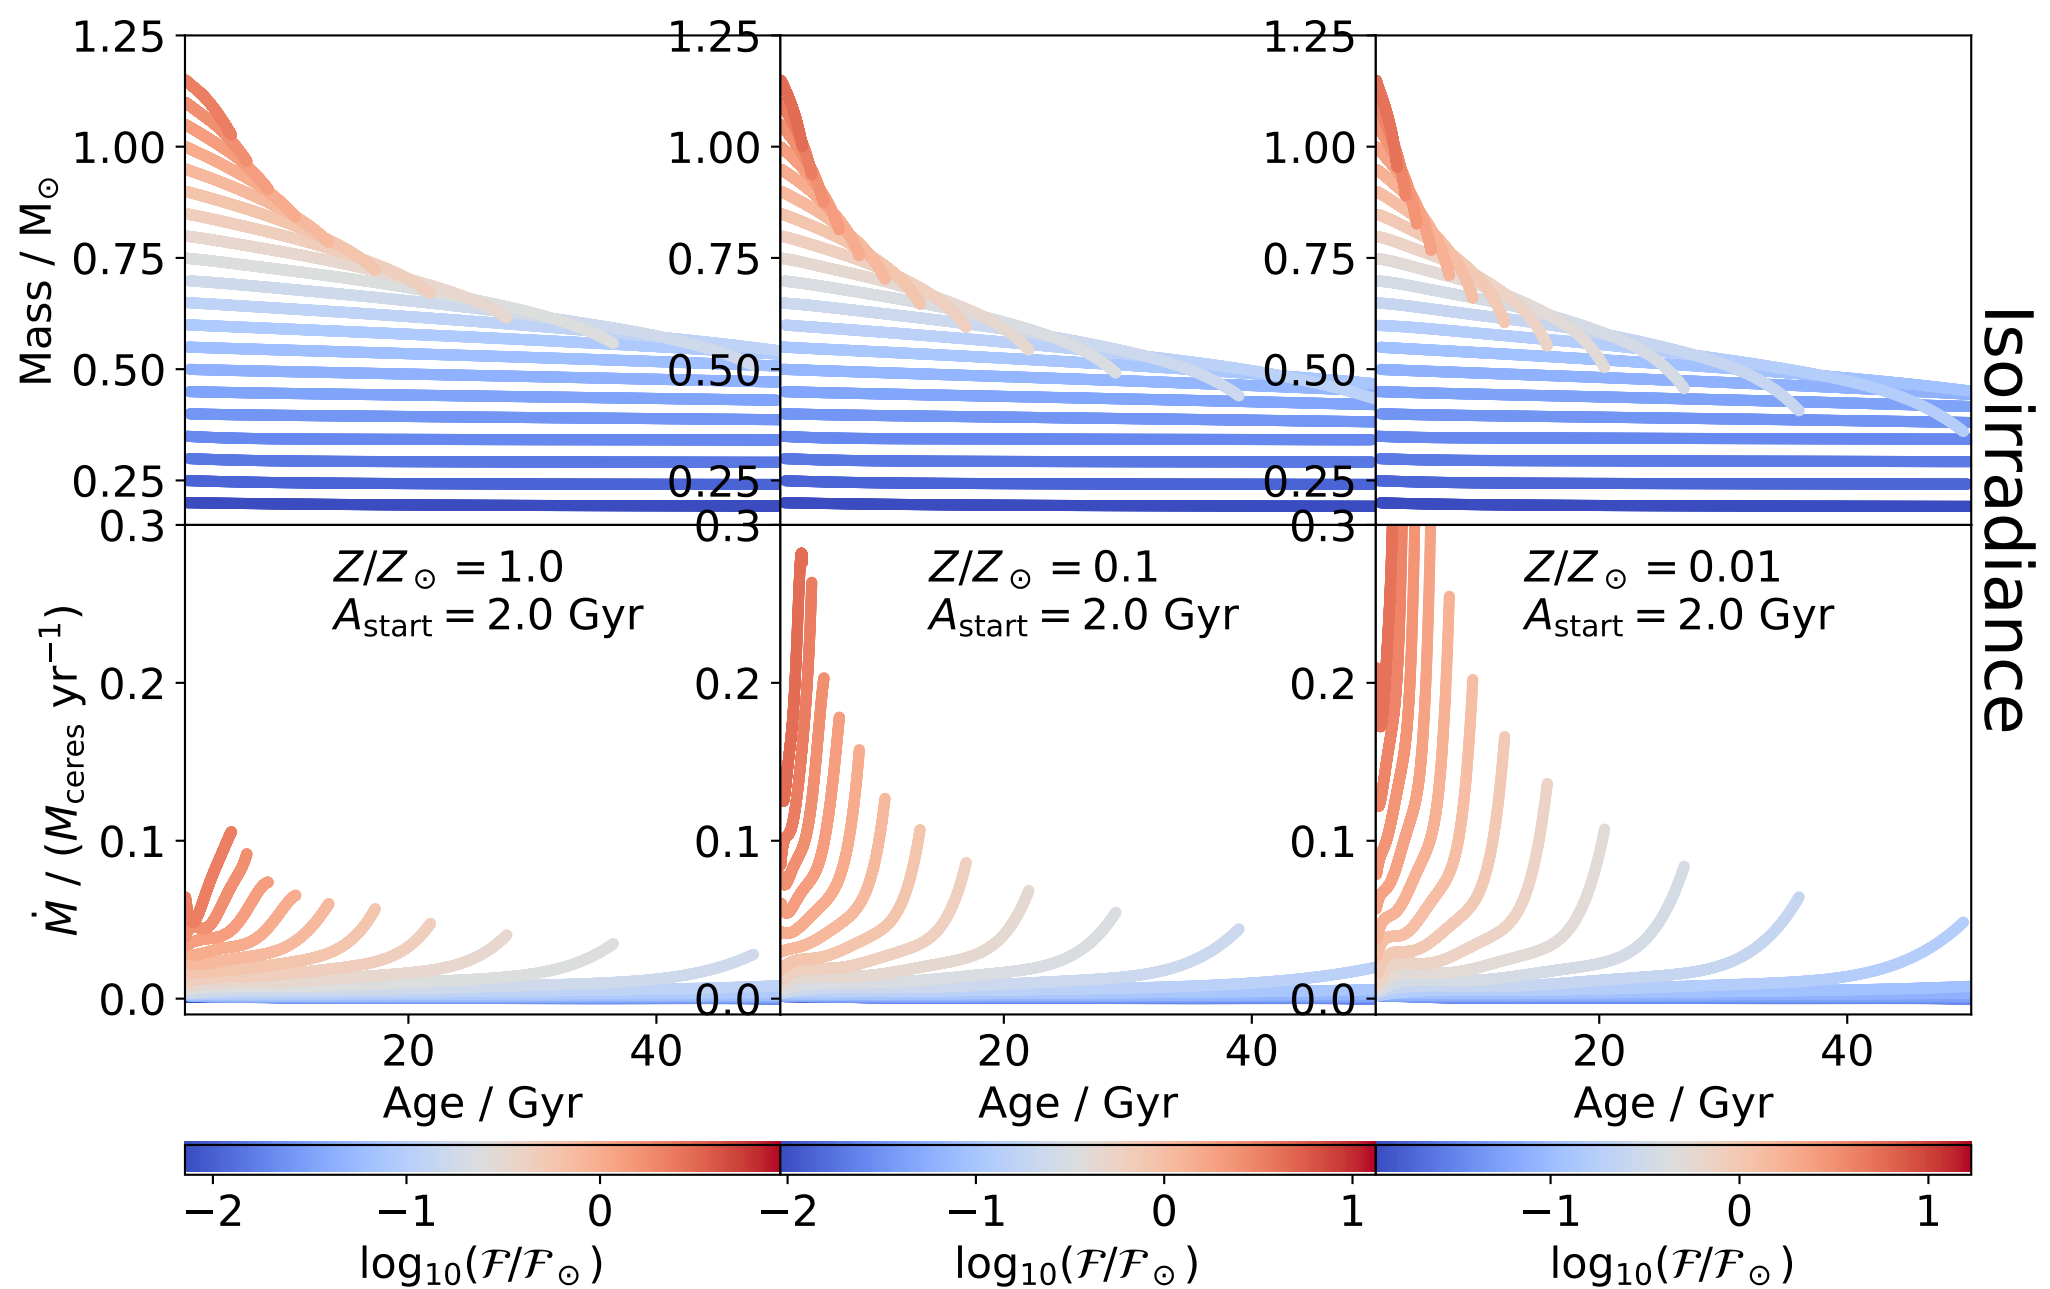 1.25
1.00
0.75
0.50
0.25
Mass / M⊙
1.25
1.00
0.75
0.50
0.25
1.25
1.00
0.75
0.50
0.25
Isoirradiance
0.3
0.2
0.1
0.0
Ṁ / (M_ceres yr⁻¹)
Z/Z⊙ = 1.0
A_start = 2.0 Gyr
0.3
0.2
0.1
0.0
Z/Z⊙ = 0.1
A_start = 2.0 Gyr
0.3
0.2
0.1
0.0
Z/Z⊙ = 0.01
A_start = 2.0 Gyr
20 40
Age / Gyr
20 40
Age / Gyr
20 40
Age / Gyr
−2 −1 0
log₁₀(ℱ/ℱ⊙)
−2 −1 0 1
log₁₀(ℱ/ℱ⊙)
−1 0 1
log₁₀(ℱ/ℱ⊙)